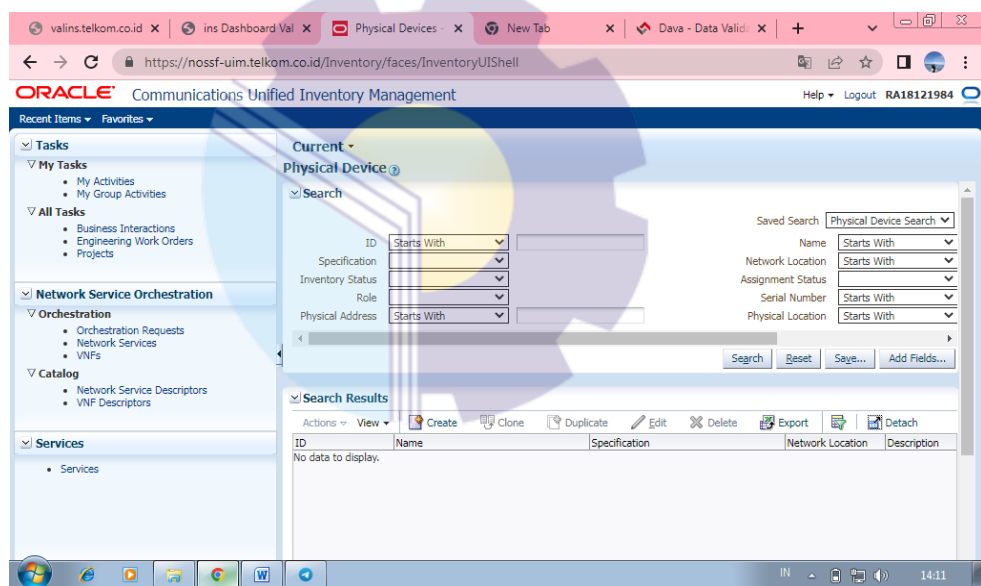 valins.telkom.co.id
ins Dashboard Val
Physical Devices -
New Tab
Dava - Data Valida
https://nossf-uim.telkom.co.id/Inventory/faces/InventoryUIShell
ORACLE Communications Unified Inventory Management
Help Logout RA18121984
Recent Items Favorites
Tasks
My Tasks
My Activities
My Group Activities
All Tasks
Business Interactions
Engineering Work Orders
Projects
Network Service Orchestration
Orchestration
Orchestration Requests
Network Services
VNFs
Catalog
Network Service Descriptors
VNF Descriptors
Services
Services
Current
Physical Device
Search
Saved Search Physical Device Search
ID Starts With Name Starts With
Specification Network Location Starts With
Inventory Status Assignment Status
Role Serial Number Starts With
Physical Address Starts With Physical Location Starts With
Search Reset Save... Add Fields...
Search Results
Actions View Create Clone Duplicate Edit Delete Export Detach
ID Name Specification Network Location Description
No data to display.
IN 14:11